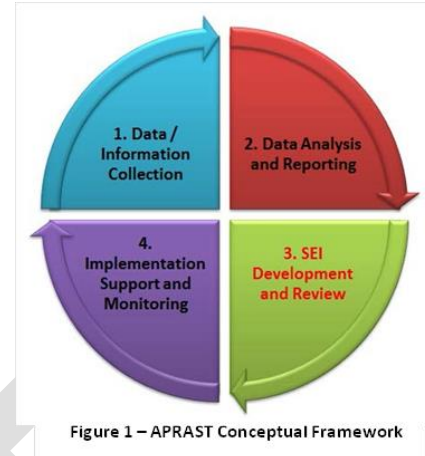 1. Data /
Information
Collection
2. Data Analysis
and Reporting
3. SEI
Development
and Review
4.
Implementation
Support and
Monitoring
Figure 1 – APRAST Conceptual Framework